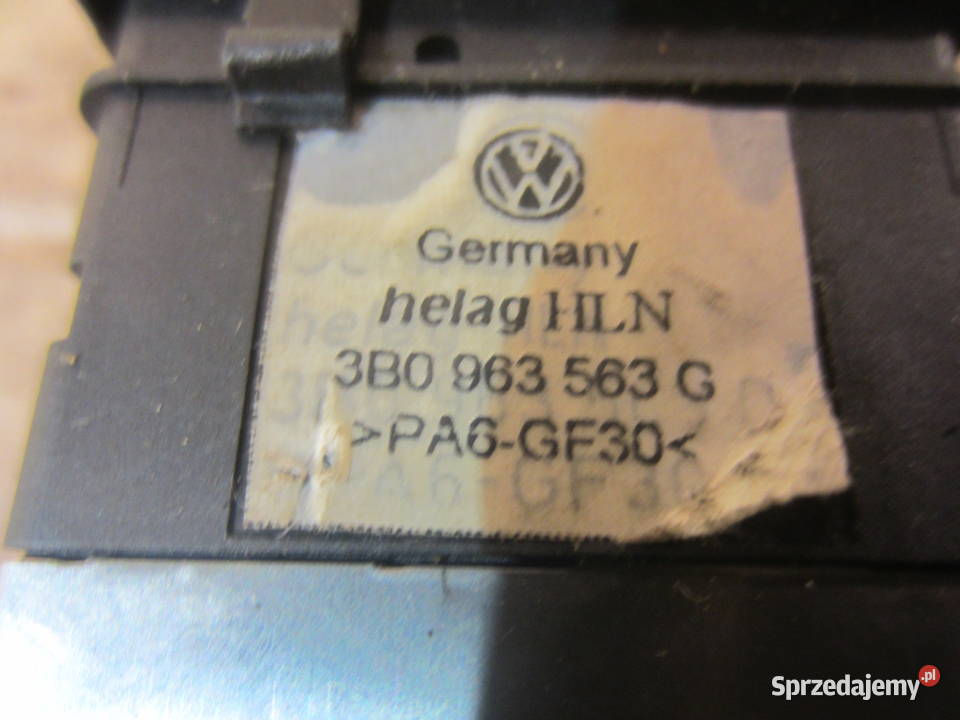 Germany
helag HLN
3B0 963 563 G
>PA6-GF30<
Sprzedajemy.pl